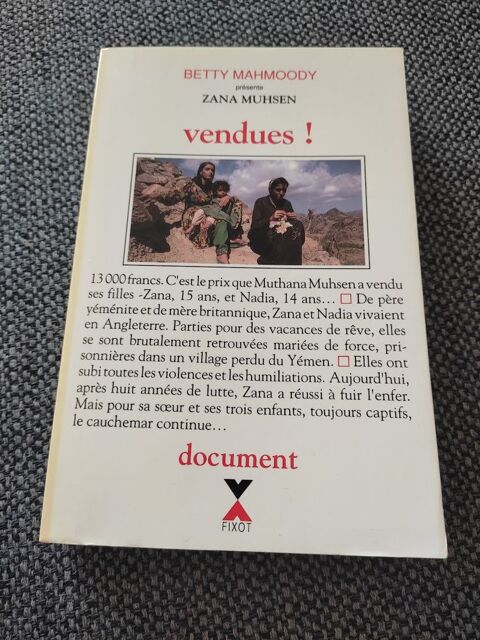 BETTY MAHMOODY
présente
ZANA MUHSEN
vendues !
13 000 francs. C'est le prix que Muthana Muhsen a vendu
ses filles -Zana, 15 ans, et Nadia, 14 ans... □ De père
yéménite et de mère britannique, Zana et Nadia vivaient
en Angleterre. Parties pour des vacances de rêve, elles
se sont brutalement retrouvées mariées de force, pri-
sonnières dans un village perdu du Yémen. □ Elles ont
subi toutes les violences et les humiliations. Aujourd'hui,
après huit années de lutte, Zana a réussi à fuir l'enfer.
Mais pour sa sœur et ses trois enfants, toujours captifs,
le cauchemar continue...
document
FIXOT